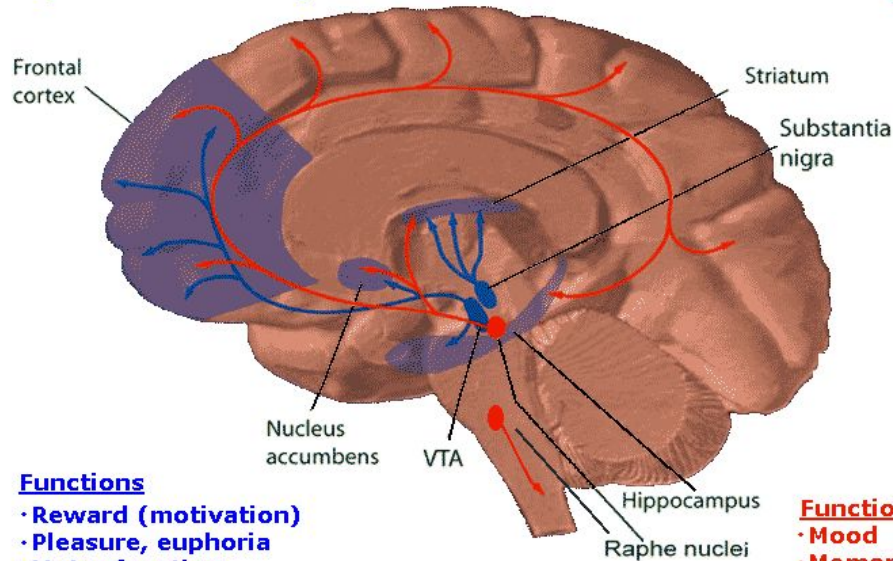 Frontal
cortex
Striatum
Substantia
nigra
Nucleus
accumbens
VTA
Hippocampus
Raphe nuclei
Functions
·Reward (motivation)
·Pleasure, euphoria
·Mood